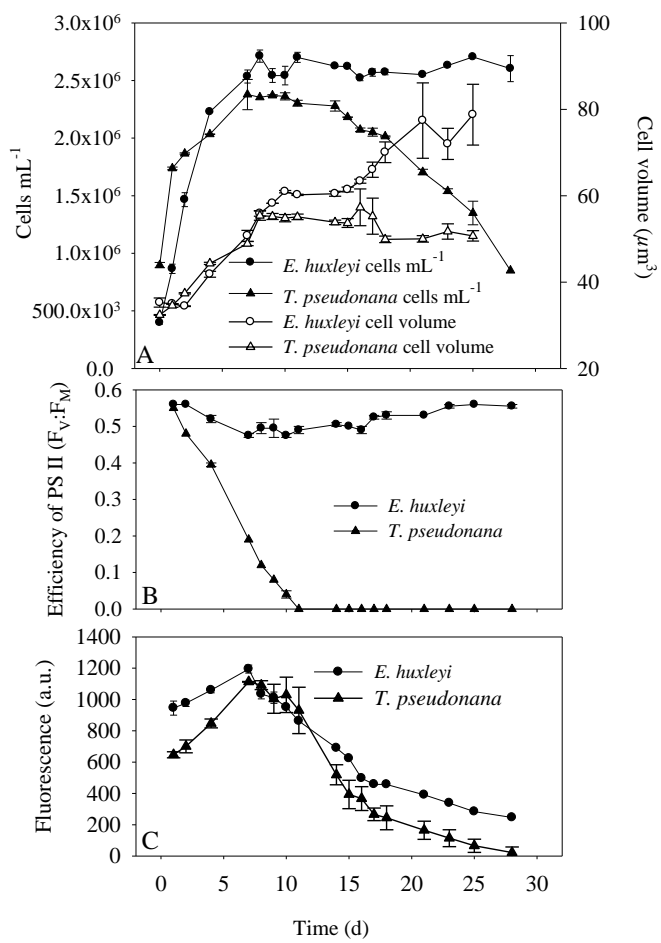 3.0x10⁶
2.5x10⁶
2.0x10⁶
1.5x10⁶
1.0x10⁶
500.0x10³
0.0
Cells mL⁻¹
100
80
60
40
20
Cell volume (µm³)
E. huxleyi cells mL⁻¹
T. pseudonana cells mL⁻¹
E. huxleyi cell volume
T. pseudonana cell volume
A
0.6
0.5
0.4
0.3
0.2
0.1
0.0
Efficiency of PS II (F_V:F_M)
E. huxleyi
T. pseudonana
B
1400
1200
1000
800
600
400
200
0
Fluorescence (a.u.)
E. huxleyi
T. pseudonana
C
0 5 10 15 20 25 30
Time (d)